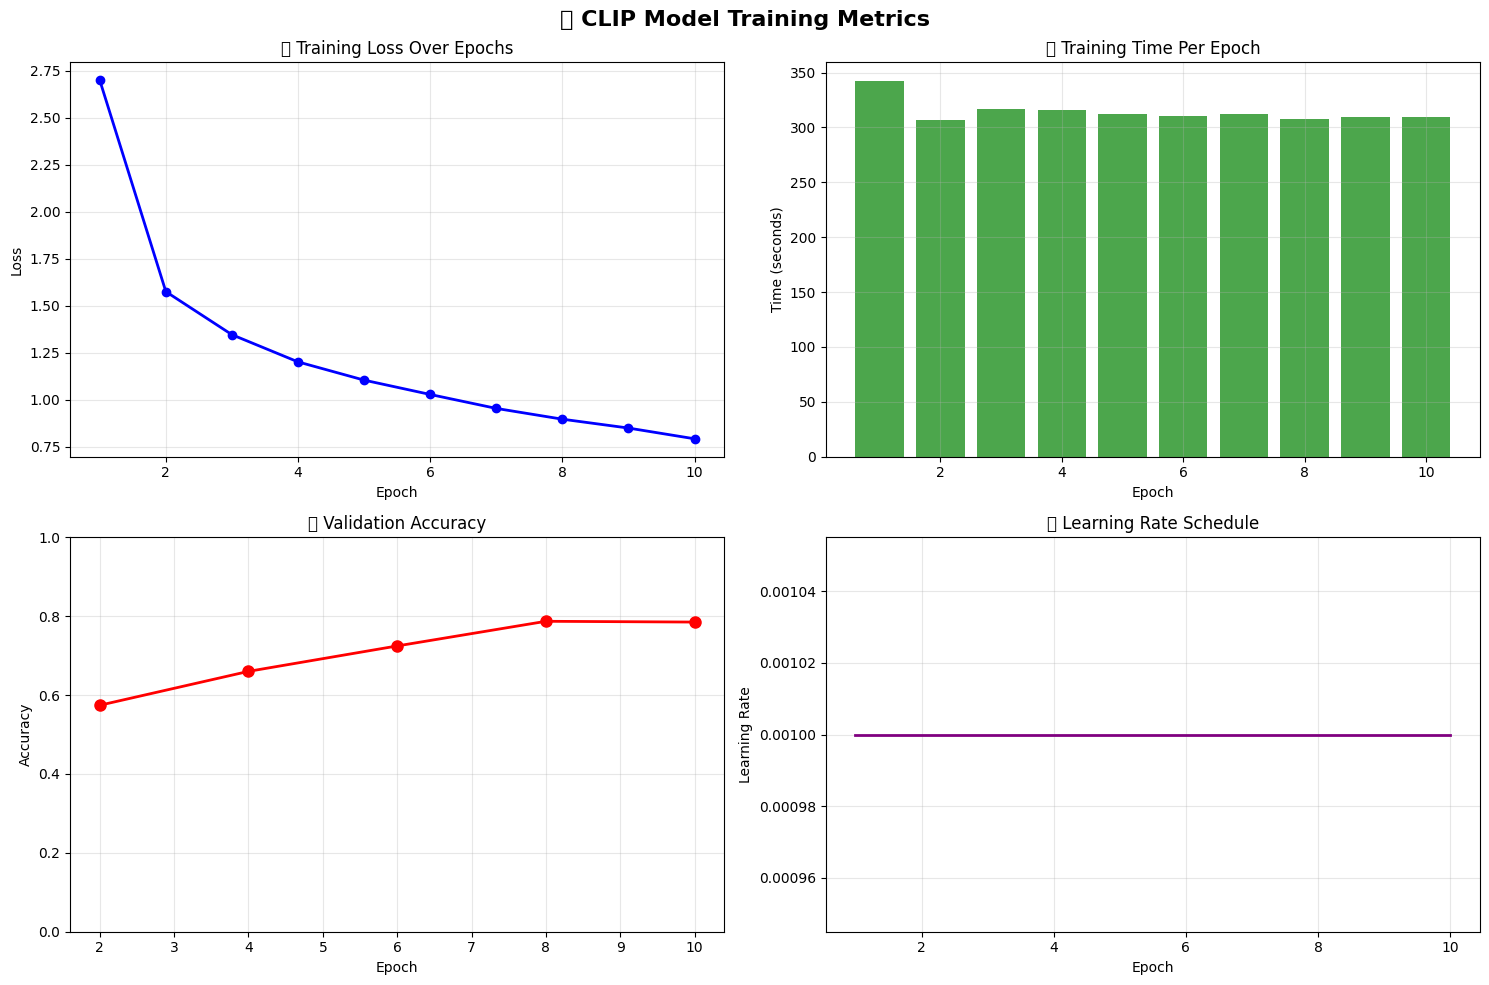 ▯ CLIP Model Training Metrics
▯ Training Loss Over Epochs
2.75
2.50
2.25
2.00
1.75
1.50
1.25
1.00
0.75
Loss
2 4 6 8 10
Epoch
▯ Training Time Per Epoch
350
300
250
200
150
100
50
0
Time (seconds)
2 4 6 8 10
Epoch
▯ Validation Accuracy
1.0
0.8
0.6
0.4
0.2
0.0
Accuracy
2 3 4 5 6 7 8 9 10
Epoch
▯ Learning Rate Schedule
0.00104
0.00102
0.00100
0.00098
0.00096
Learning Rate
2 4 6 8 10
Epoch